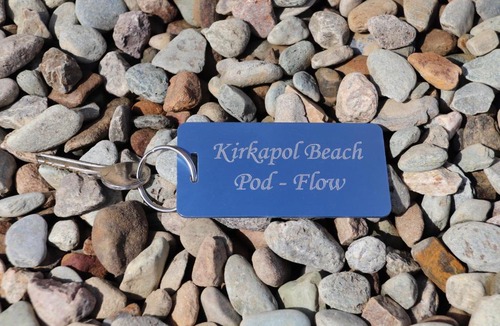 Kirkapol Beach
Pod - Flow